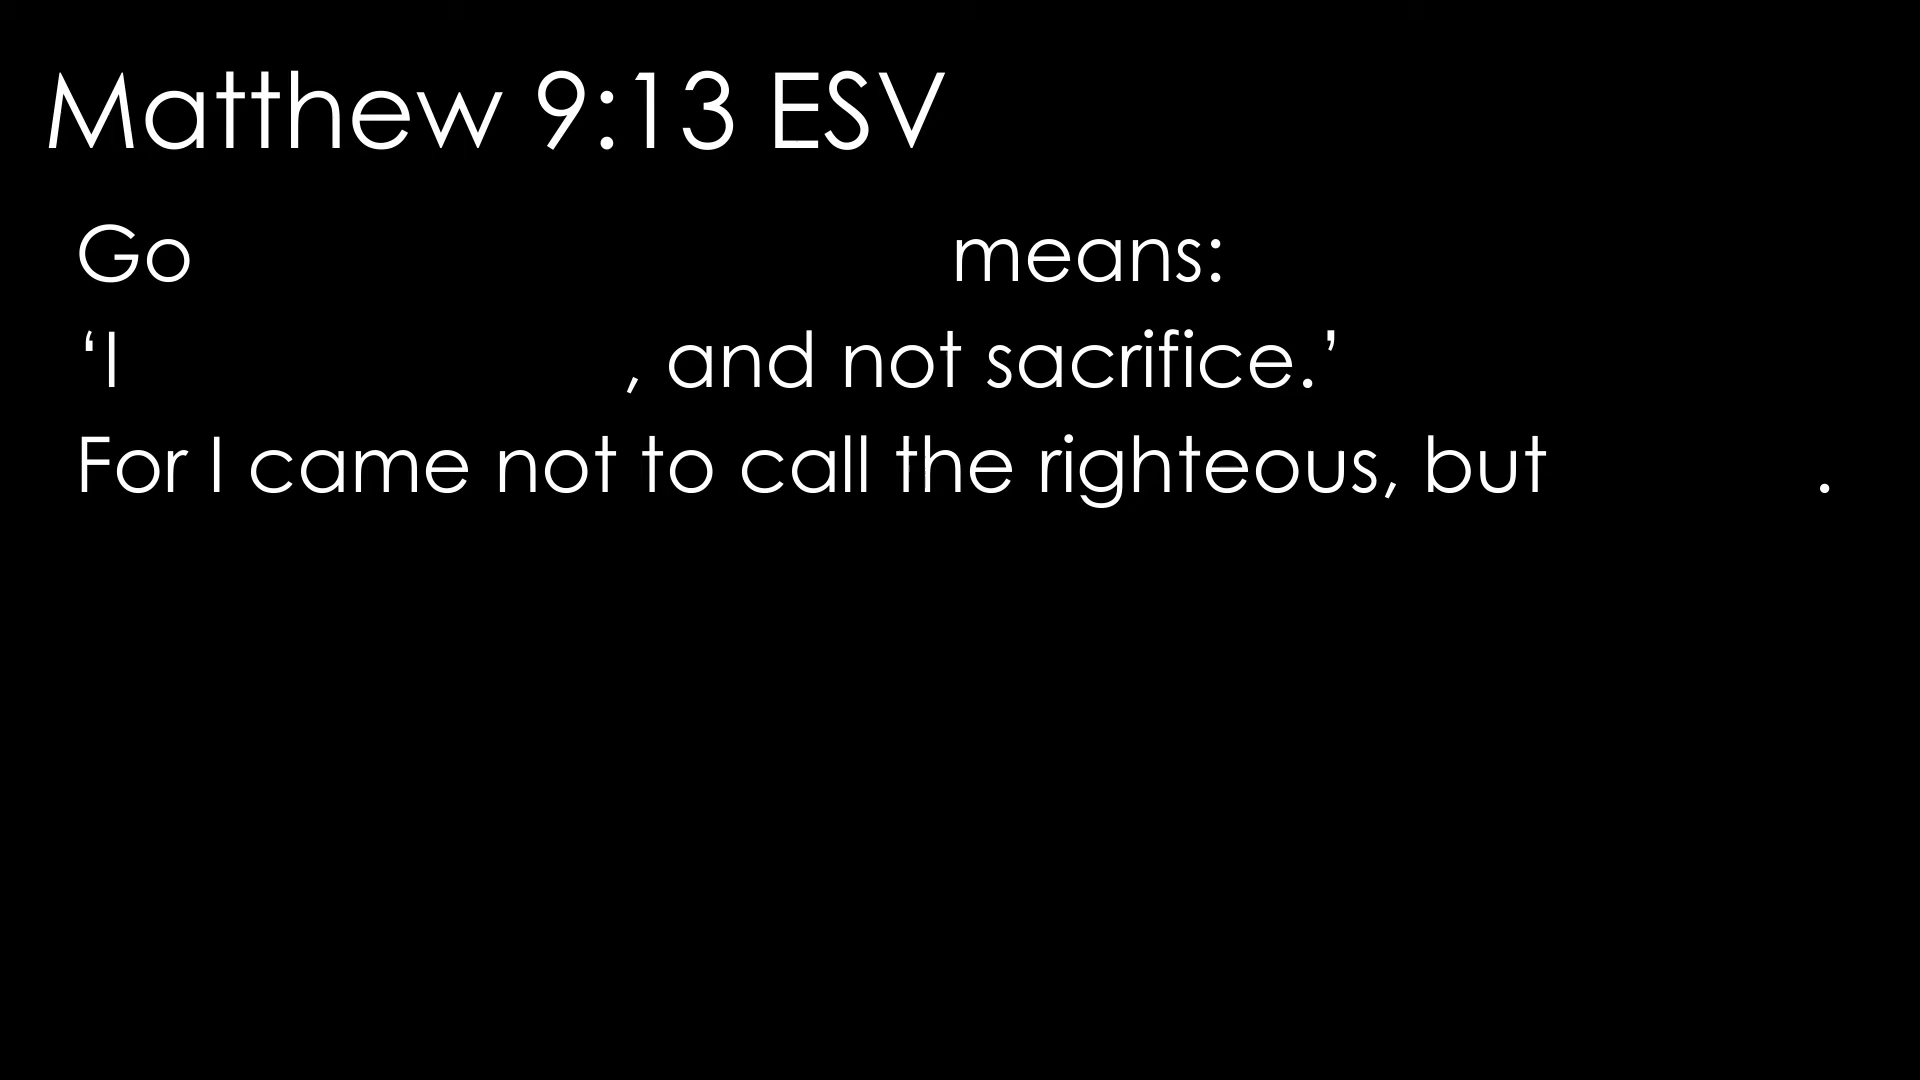 Matthew 9:13 ESV
Go means:
‘I , and not sacrifice.’
For I came not to call the righteous, but .